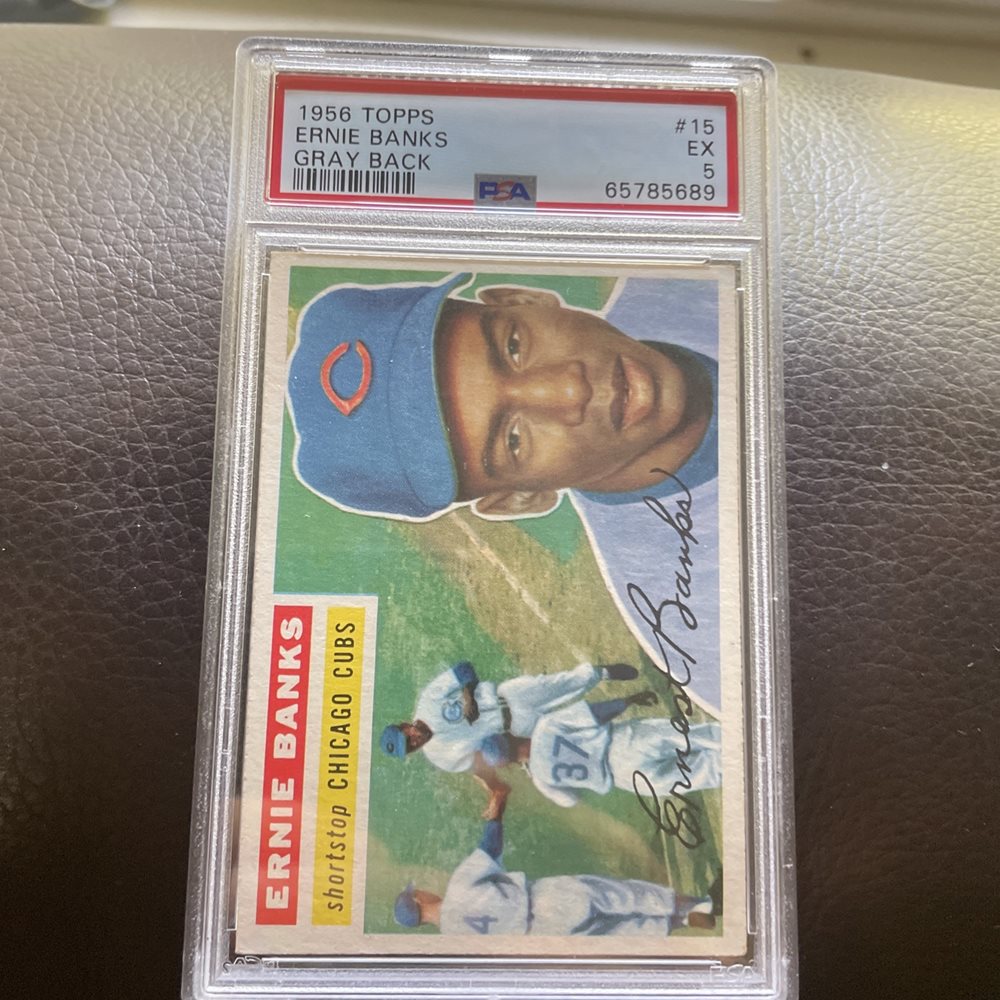 1956 TOPPS
ERNIE BANKS
GRAY BACK
#15
EX
5
65785689
PSA
C
ERNIE BANKS
shortstop CHICAGO CUBS
37
4
Ernest Banks